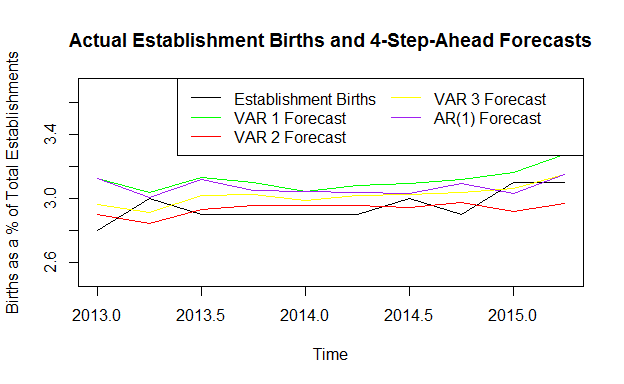 Actual Establishment Births and 4-Step-Ahead Forecasts
Births as a % of Total Establishments
3.4
3.0
2.6
Establishment Births
VAR 1 Forecast
VAR 2 Forecast
VAR 3 Forecast
AR(1) Forecast
2013.0 2013.5 2014.0 2014.5 2015.0
Time